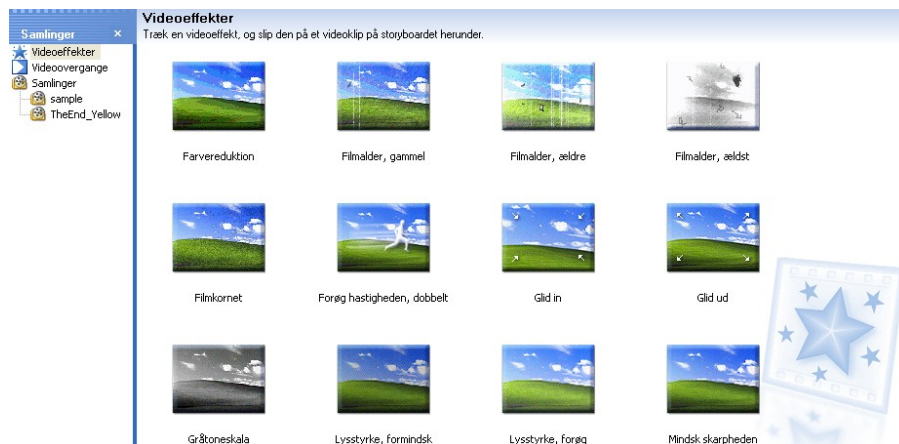 Samlinger
Videoeffekter
Videoovergange
Samlinger
sample
TheEnd_Yellow
Videoeffekter
Træk en videoeffekt, og slip den på et videoklip på storyboardet herunder.
Farvereduktion
Filmalder, gammel
Filmalder, ældre
Filmalder, ældst
Filmkornet
Forøg hastigheden, dobbelt
Glid in
Glid ud
Gråtoneskala
Lysstyrke, formindsk
Lysstyrke, forøg
Mindsk skarpheden